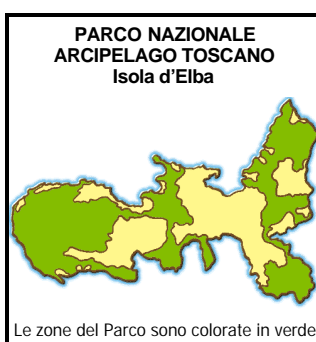 PARCO NAZIONALE
ARCIPELAGO TOSCANO
Isola d'Elba
Le zone del Parco sono colorate in verde